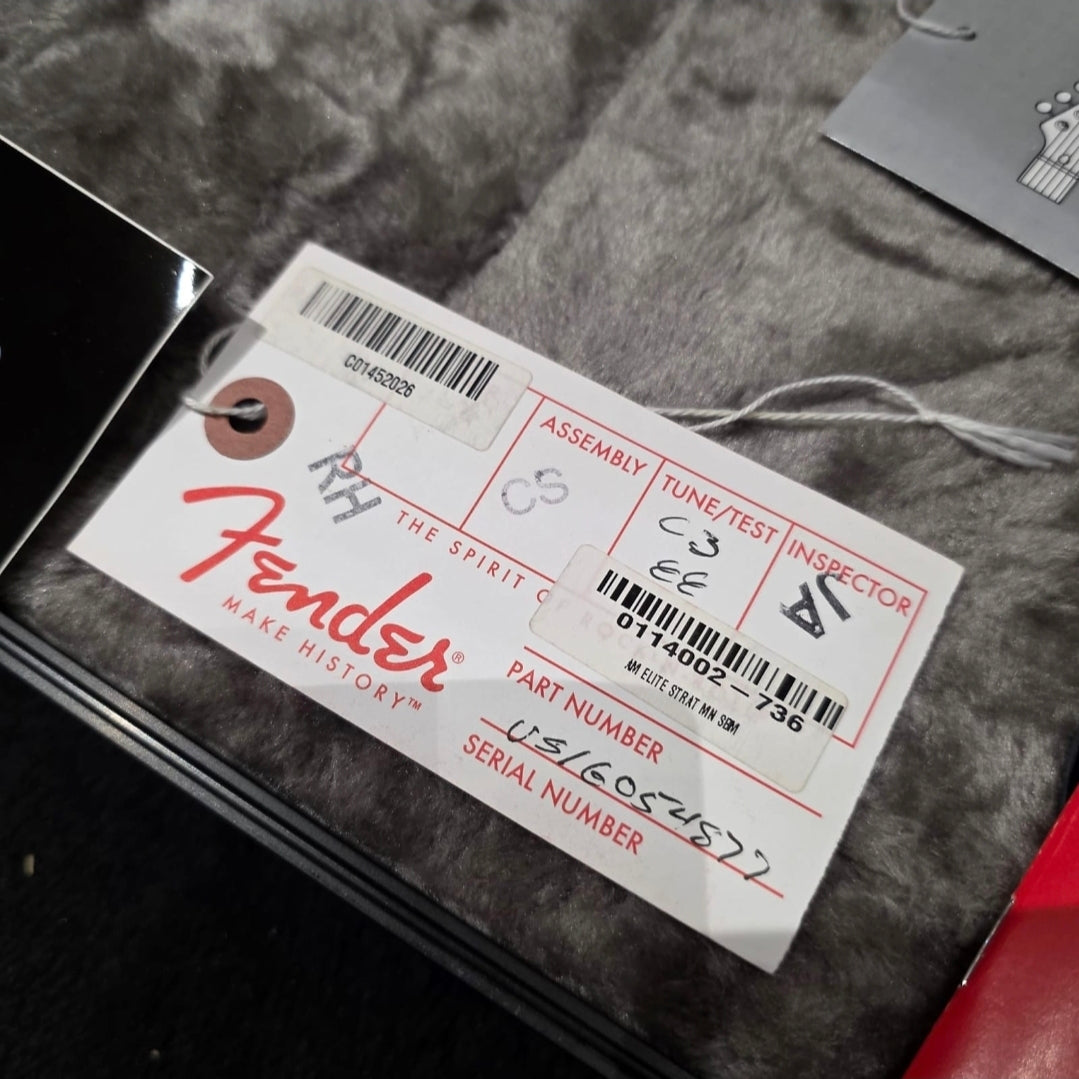 C01452026
RH
ASSEMBLY
CS
TUNE/TEST
C3
EE
INSPECTOR
THE SPIRIT OF ROCK
Fender®
MAKE HISTORY™
0114002-736
AM ELITE STRAT MN SBM
PART NUMBER
US16054877
SERIAL NUMBER